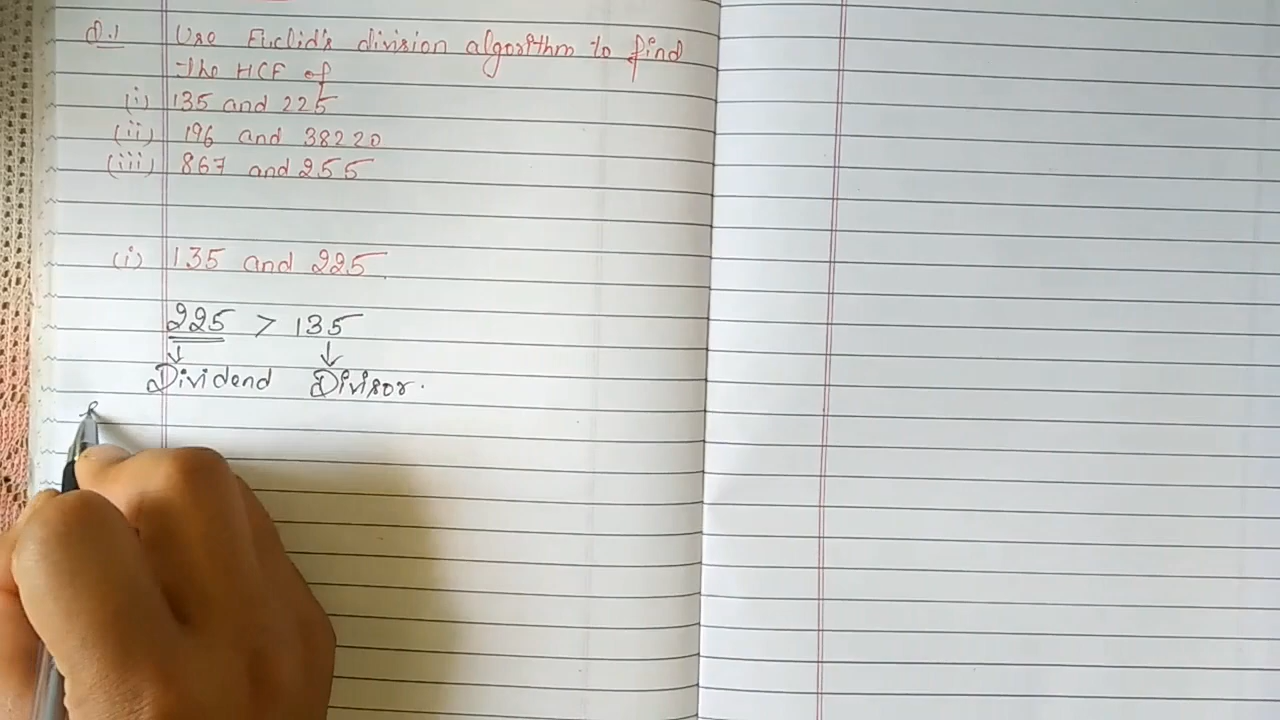 Q.1 Use Euclid's division algorithm to find
the HCF of
(i) 135 and 225
(ii) 196 and 38220
(iii) 867 and 255
(i) 135 and 225
225 > 135
Dividend Divisor.